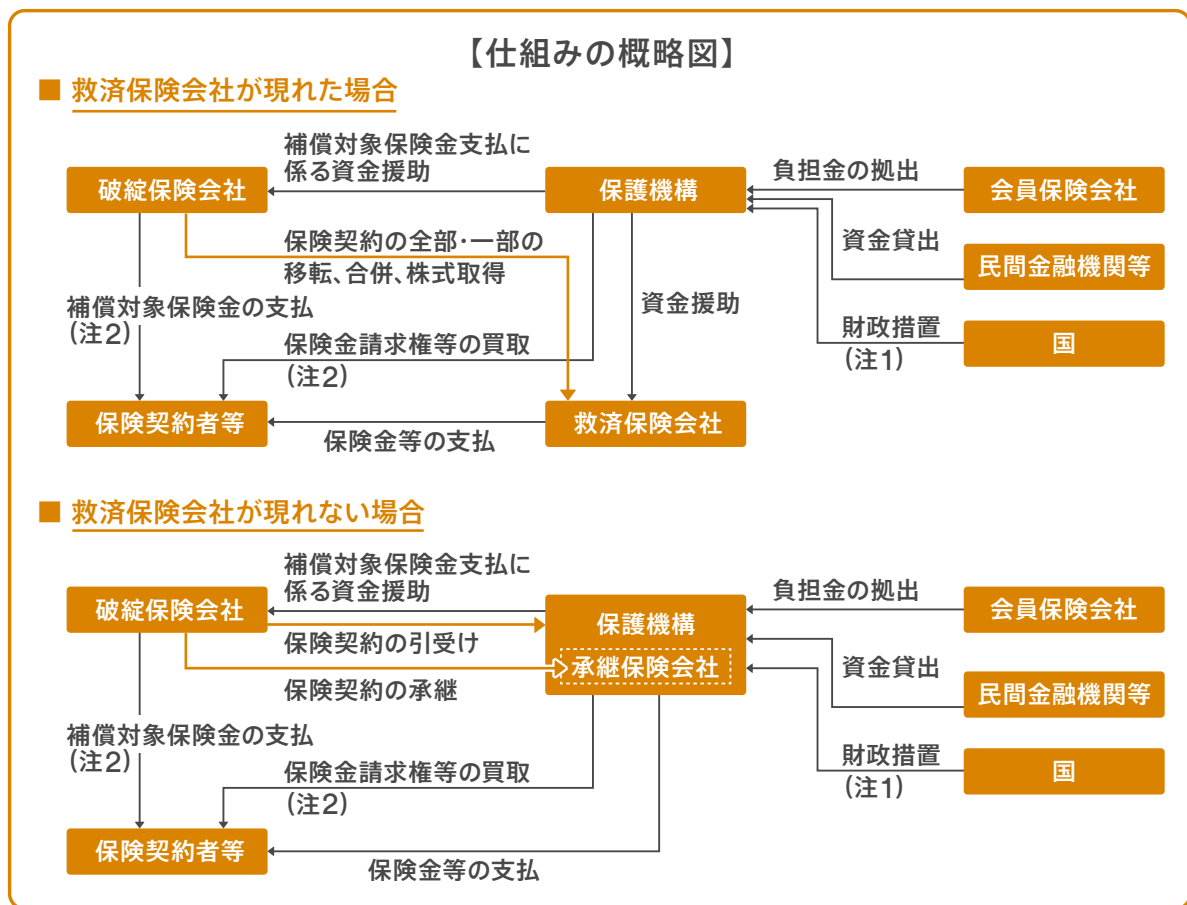 【仕組みの概略図】
■ 救済保険会社が現れた場合
補償対象保険金支払に
係る資金援助
破綻保険会社
保護機構
負担金の拠出
会員保険会社
保険契約の全部・一部の
移転、合併、株式取得
資金貸出
民間金融機関等
補償対象保険金の支払
(注2)
資金援助
財政措置
(注1)
国
保険金請求権等の買取
(注2)
保険契約者等
救済保険会社
保険金等の支払
■ 救済保険会社が現れない場合
補償対象保険金支払に
係る資金援助
破綻保険会社
保護機構
負担金の拠出
会員保険会社
保険契約の引受け
承継保険会社
保険契約の承継
資金貸出
民間金融機関等
補償対象保険金の支払
(注2)
財政措置
(注1)
国
保険金請求権等の買取
(注2)
保険契約者等
保険金等の支払